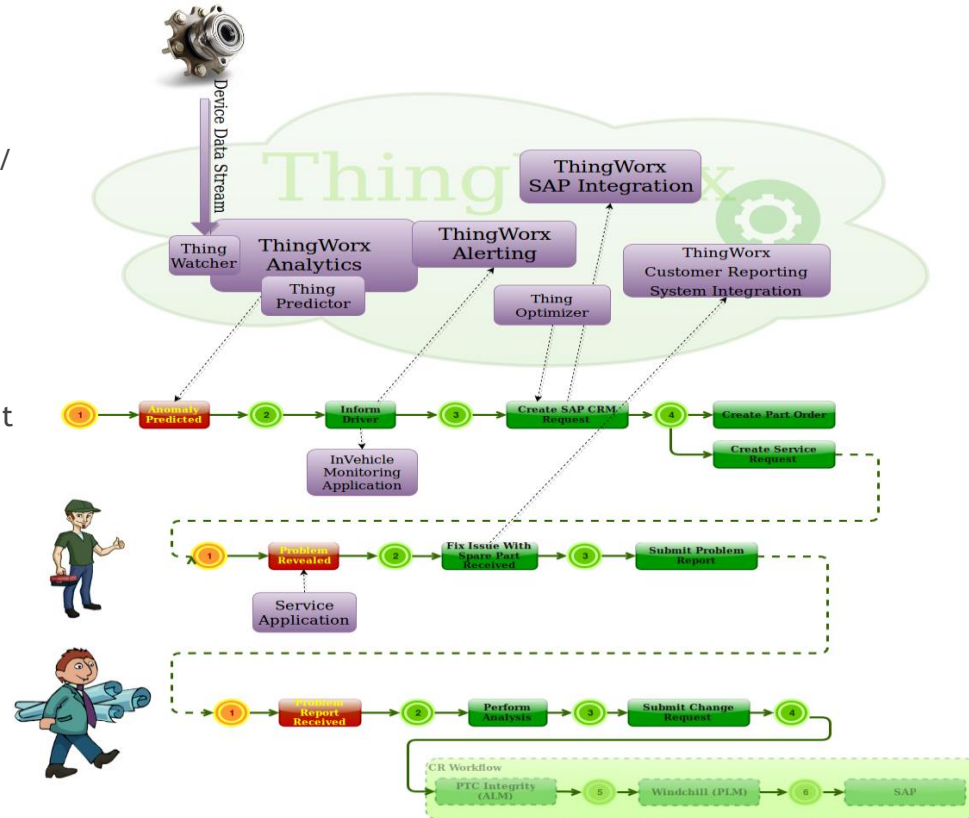 Device Data Stream
ThingWorx
/
ThingWorx
SAP Integration
Thing
Watcher
ThingWorx
Analytics
Thing
Predictor
ThingWorx
Alerting
ThingWorx
Customer Reporting
System Integration
Thing
Optimizer
t
1
Anomaly
Predicted
2
Inform
Driver
3
Create SAP CRM
Request
4
Create Part Order
Create Service
Request
InVehicle
Monitoring
Application
1
Problem
Revealed
2
Fix Issue With
Spare Part
Received
3
Submit Problem
Report
Service
Application
1
Problem
Report
Received
2
Perform
Analysis
3
Submit Change
Request
4
CR Workflow
PTC Integrity
(ALM)
5
Windchill (PLM)
6
SAP